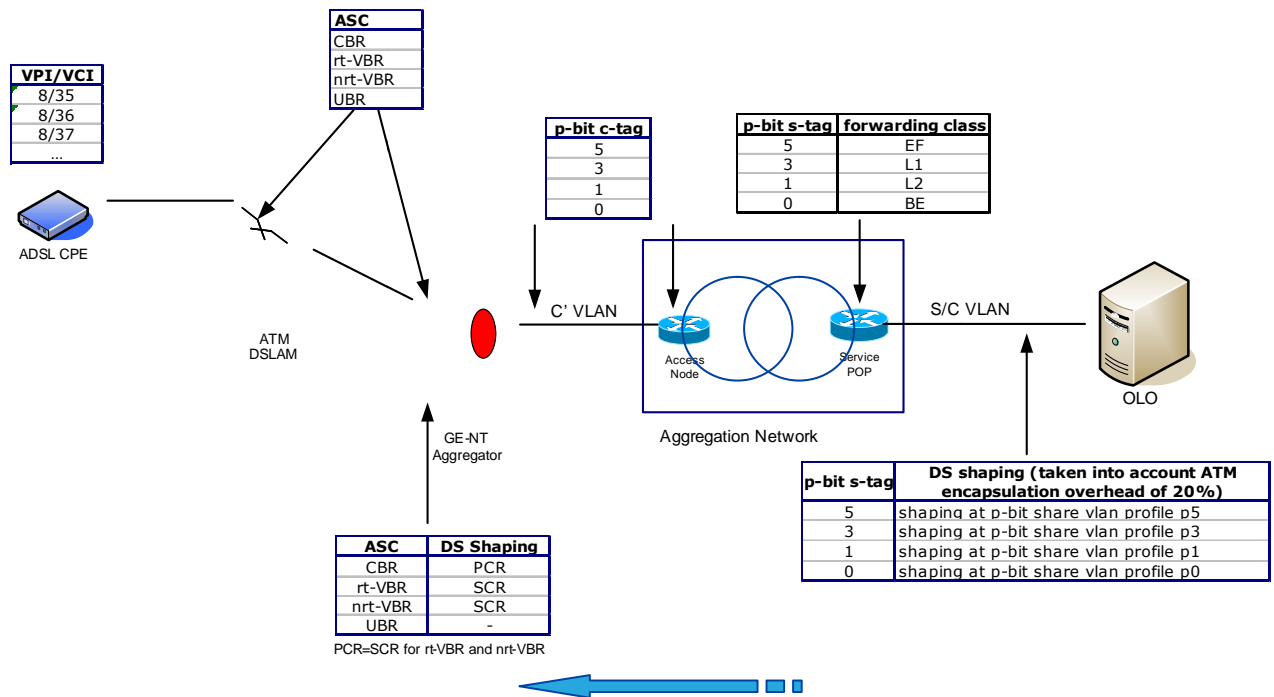 ASC
CBR
rt-VBR
nrt-VBR
UBR
VPI/VCI
8/35
8/36
8/37
...
ADSL CPE
p-bit c-tag
5
3
1
0
p-bit s-tag forwarding class
5 EF
3 L1
1 L2
0 BE
C' VLAN
S/C VLAN
ATM
DSLAM
Access
Node
Service
POP
OLO
Aggregation Network
GE-NT
Aggregator
p-bit s-tag DS shaping (taken into account ATM
encapsulation overhead of 20%)
5 shaping at p-bit share vlan profile p5
3 shaping at p-bit share vlan profile p3
1 shaping at p-bit share vlan profile p1
0 shaping at p-bit share vlan profile p0
ASC DS Shaping
CBR PCR
rt-VBR SCR
nrt-VBR SCR
UBR -
PCR=SCR for rt-VBR and nrt-VBR